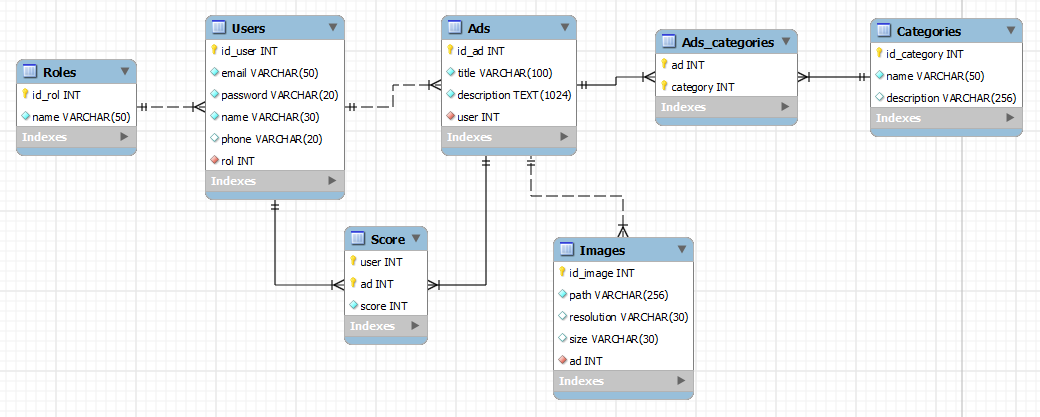 Roles
id_rol INT
name VARCHAR(50)
Indexes
Users
id_user INT
email VARCHAR(50)
password VARCHAR(20)
name VARCHAR(30)
phone VARCHAR(20)
rol INT
Indexes
Ads
id_ad INT
title VARCHAR(100)
description TEXT(1024)
user INT
Indexes
Ads_categories
ad INT
category INT
Indexes
Categories
id_category INT
name VARCHAR(50)
description VARCHAR(256)
Indexes
Score
user INT
ad INT
score INT
Indexes
Images
id_image INT
path VARCHAR(256)
resolution VARCHAR(30)
size VARCHAR(30)
ad INT
Indexes